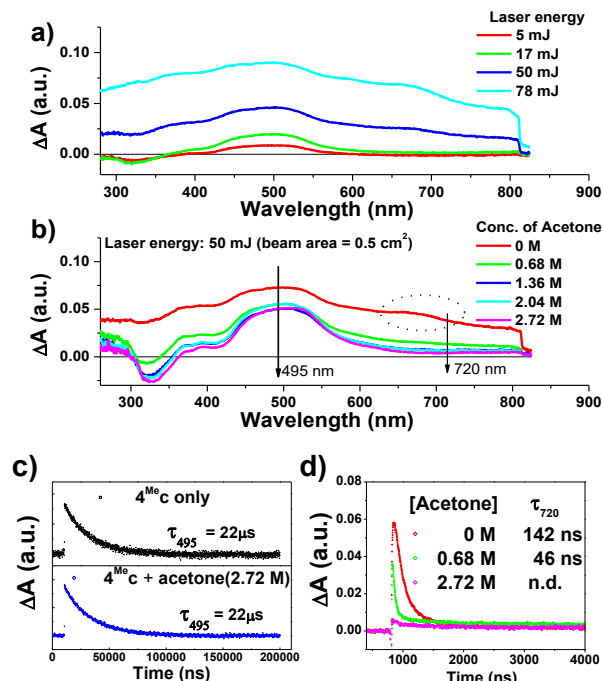 a)
Laser energy
5 mJ
17 mJ
50 mJ
78 mJ
ΔA (a.u.)
0.10
0.05
0.00
300 400 500 600 700 800 900
Wavelength (nm)
b)
Laser energy: 50 mJ (beam area = 0.5 cm²)
Conc. of Acetone
0 M
0.68 M
1.36 M
2.04 M
2.72 M
ΔA (a.u.)
0.10
0.05
0.00
495 nm
720 nm
300 400 500 600 700 800 900
Wavelength (nm)
c)
4ᴹᵉc only
τ₄₉₅ = 22μs
4ᴹᵉc + acetone(2.72 M)
τ₄₉₅ = 22μs
ΔA (a.u.)
0 50000 100000 150000 200000
Time (ns)
d)
[Acetone] τ₇₂₀
0 M 142 ns
0.68 M 46 ns
2.72 M n.d.
ΔA (a.u.)
0.08
0.06
0.04
0.02
0.00
1000 2000 3000 4000
Time (ns)